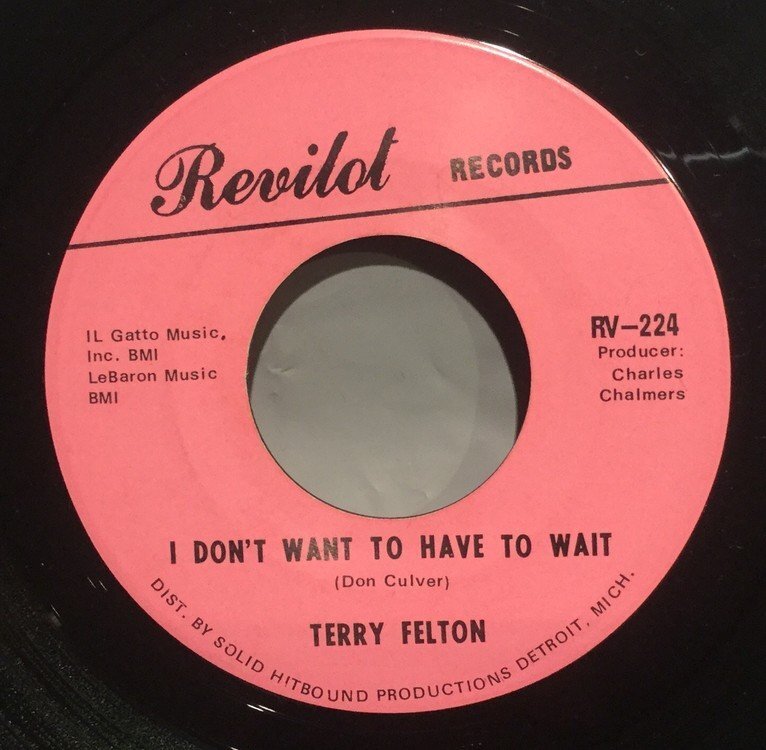 Revilot RECORDS
IL Gatto Music,
Inc. BMI
LeBaron Music
BMI
RV-224
Producer:
Charles
Chalmers
I DON'T WANT TO HAVE TO WAIT
(Don Culver)
TERRY FELTON
DIST. BY SOLID HITBOUND PRODUCTIONS DETROIT, MICH.